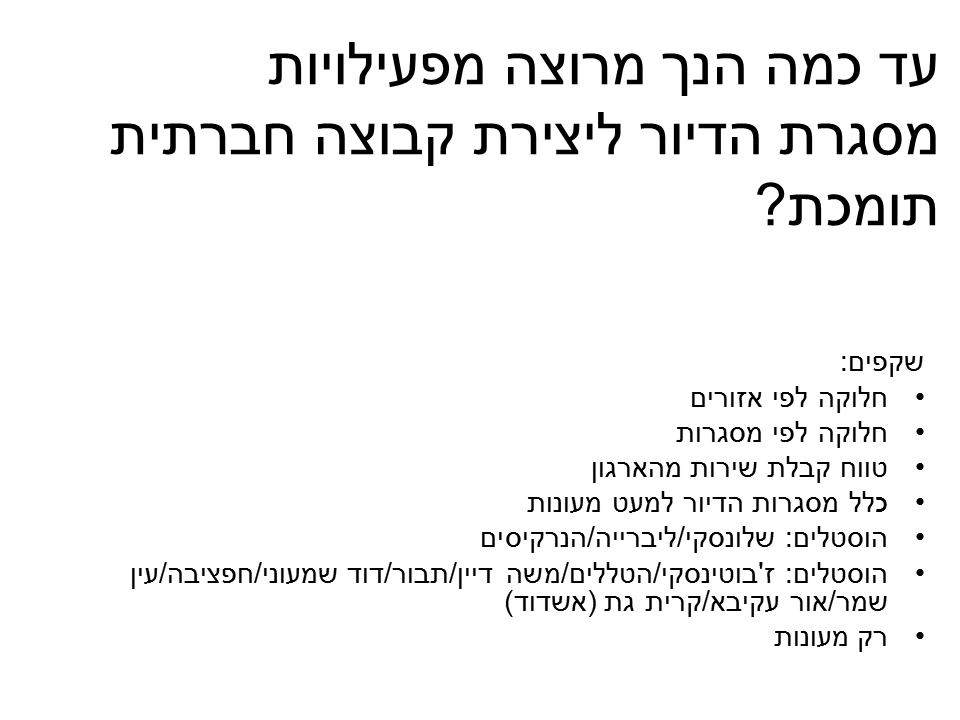 עד כמה הנך מרוצה מפעילויות
מסגרת הדיור ליצירת קבוצה חברתית
תומכת?
שקפים:
• חלוקה לפי אזורים
• חלוקה לפי מסגרות
• טווח קבלת שירות מהארגון
• כלל מסגרות הדיור למעט מעונות
• הוסטלים: שלונסקי/ליברייה/הנרקיסים
• הוסטלים: ז'בוטינסקי/הטללים/משה דיין/תבור/דוד שמעוני/חפציבה/עין
שמר/אור עקיבא/קרית גת (אשדוד)
• רק מעונות